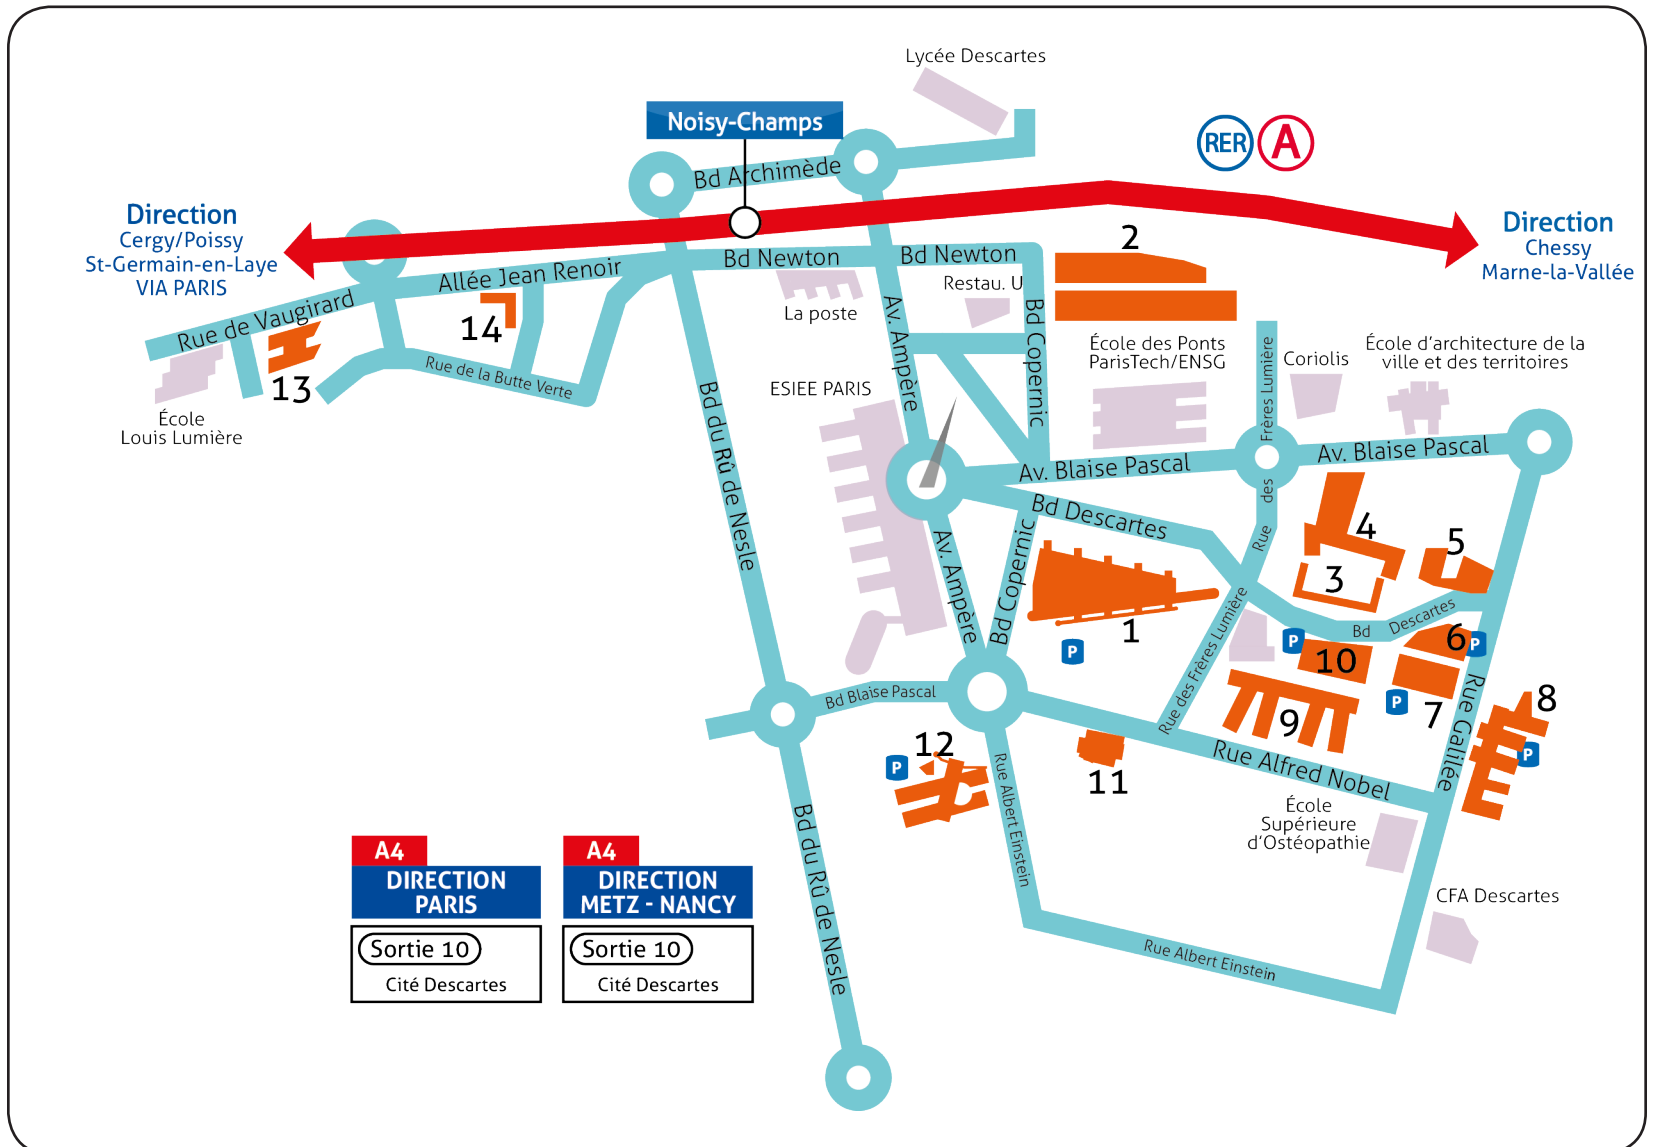 Lycée Descartes
Noisy-Champs
RER A
Bd Archimède
Direction
Cergy/Poissy
St-Germain-en-Laye
VIA PARIS
Direction
Chessy
Marne-la-Vallée
2
Bd Newton
Bd Newton
Allée Jean Renoir
Restau. U
Rue de Vaugirard
La poste
Av. Ampère
Bd Copernic
14
13
Rue de la Butte Verte
École
Louis Lumière
École des Ponts
ParisTech/ENSG
Rue des Frères Lumière
Coriolis
École d'architecture de la
ville et des territoires
ESIEE PARIS
Bd du Rû de Nesle
Av. Blaise Pascal
Av. Blaise Pascal
Bd Descartes
4
5
3
Av. Ampère
Bd Copernic
1
P
Rue des Frères Lumière
Bd Descartes
P
10
6
P
P
7
9
8
P
Rue Galilée
Bd Blaise Pascal
12
P
11
Rue Alfred Nobel
Rue Albert Einstein
École
Supérieure
d'Ostéopathie
Bd du Rû de Nesle
CFA Descartes
Rue Albert Einstein
A4
DIRECTION
PARIS
Sortie 10
Cité Descartes
A4
DIRECTION
METZ - NANCY
Sortie 10
Cité Descartes